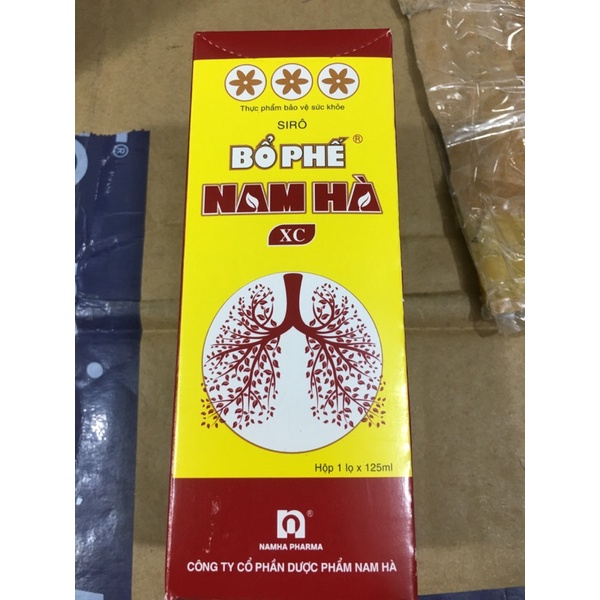 Thực phẩm bảo vệ sức khỏe
SIRÔ
BỔ PHẾ®
NAM HÀ
XC
Hộp 1 lọ x 125ml
®
NAMHA PHARMA
CÔNG TY CỔ PHẦN DƯỢC PHẨM NAM HÀ